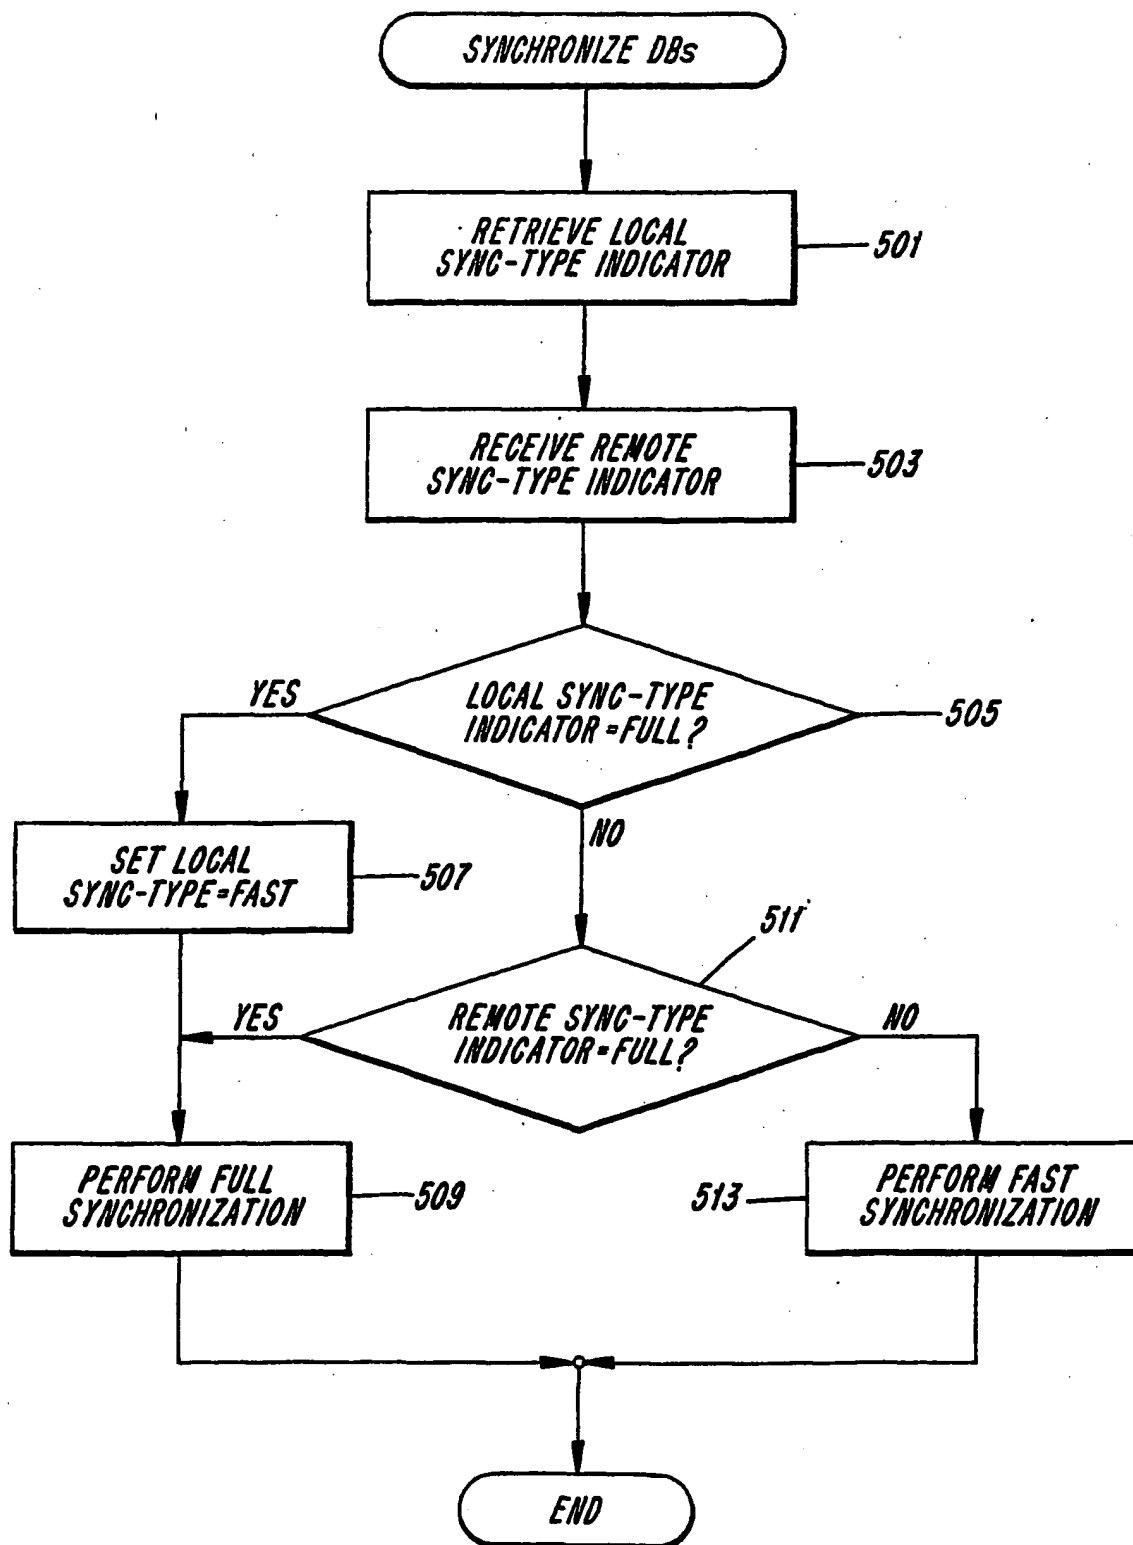 SYNCHRONIZE DBs
RETRIEVE LOCAL
SYNC-TYPE INDICATOR
501
RECEIVE REMOTE
SYNC-TYPE INDICATOR
503
YES
LOCAL SYNC-TYPE
INDICATOR=FULL?
505
NO
SET LOCAL
SYNC-TYPE=FAST
507
511
YES
REMOTE SYNC-TYPE
INDICATOR=FULL?
NO
PERFORM FULL
SYNCHRONIZATION
509
513
PERFORM FAST
SYNCHRONIZATION
END